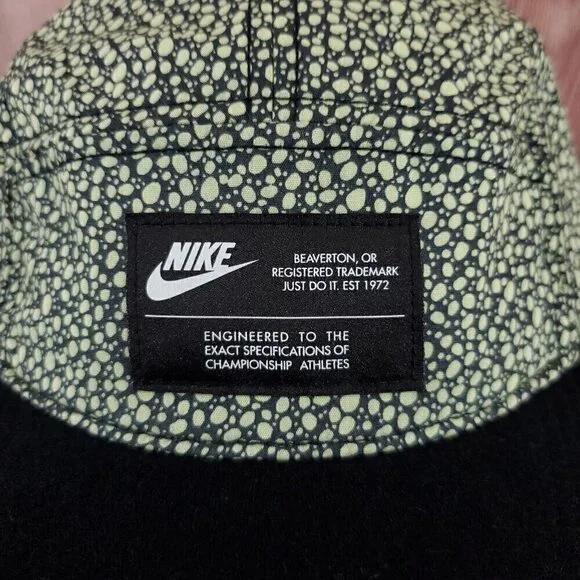 NIKE
BEAVERTON, OR
REGISTERED TRADEMARK
JUST DO IT. EST 1972
ENGINEERED TO THE
EXACT SPECIFICATIONS OF
CHAMPIONSHIP ATHLETES